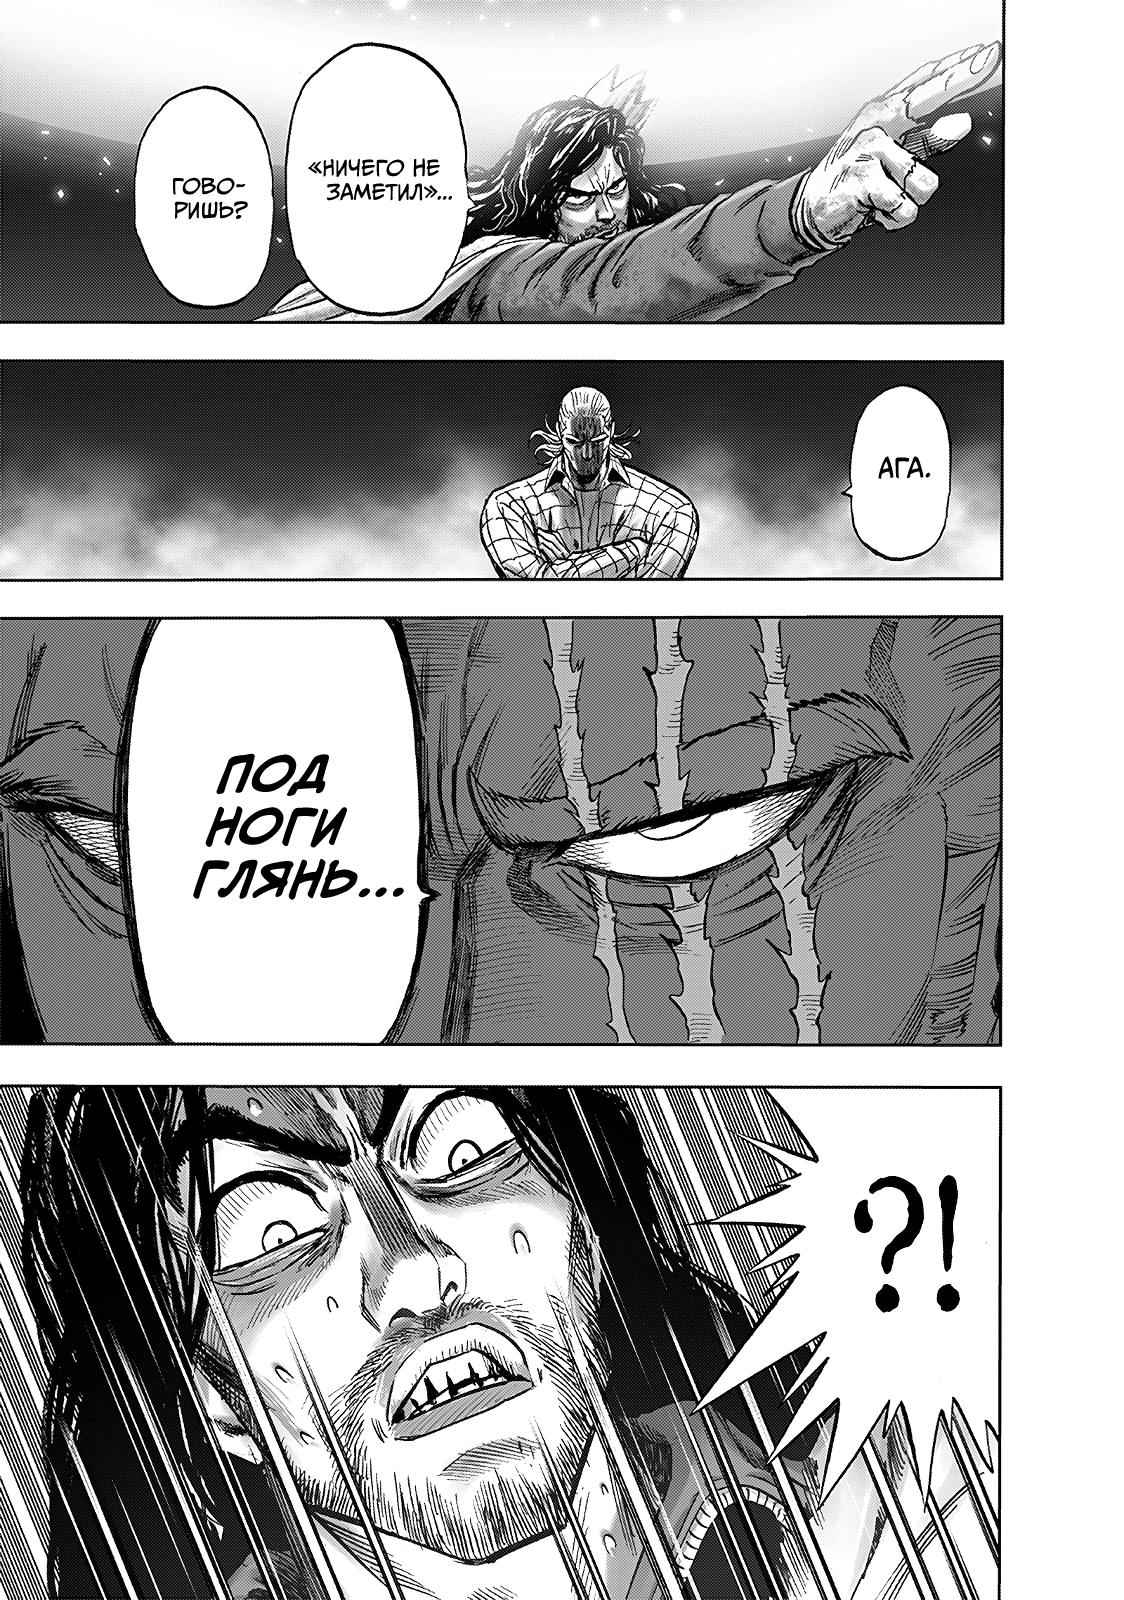 «НИЧЕГО НЕ
ЗАМЕТИЛ»...
ГОВО-
РИШЬ?
АГА.
ПОД
НОГИ
ГЛЯНЬ...
?!